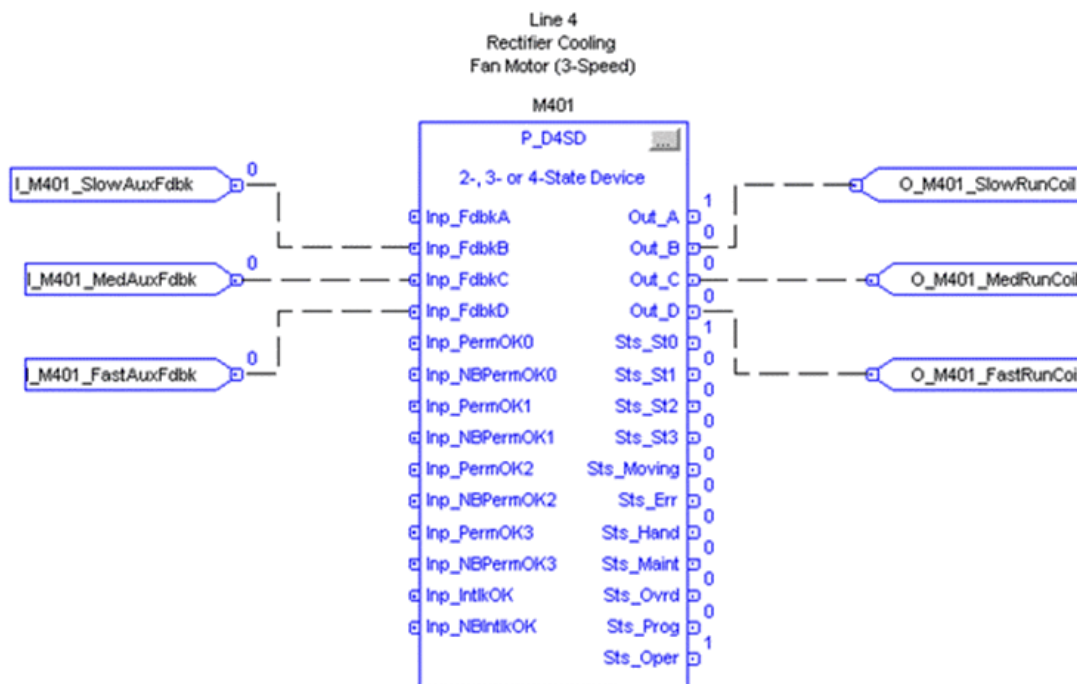 Line 4
Rectifier Cooling
Fan Motor (3-Speed)
M401
P_D4SD
...
2-, 3- or 4-State Device
I_M401_SlowAuxFdbk
0
I_M401_MedAuxFdbk
0
I_M401_FastAuxFdbk
0
Inp_FdbkA
Inp_FdbkB
Inp_FdbkC
Inp_FdbkD
Inp_PermOK0
Inp_NBPermOK0
Inp_PermOK1
Inp_NBPermOK1
Inp_PermOK2
Inp_NBPermOK2
Inp_PermOK3
Inp_NBPermOK3
Inp_IntlkOK
Inp_NBIntlkOK
Out_A 1
Out_B 0
Out_C 0
Out_D 0
Sts_St0 1
Sts_St1 0
Sts_St2 0
Sts_St3 0
Sts_Moving 0
Sts_Err 0
Sts_Hand 0
Sts_Maint 0
Sts_Ovrd 0
Sts_Prog 0
Sts_Oper 1
O_M401_SlowRunCoil
O_M401_MedRunCoil
O_M401_FastRunCoil